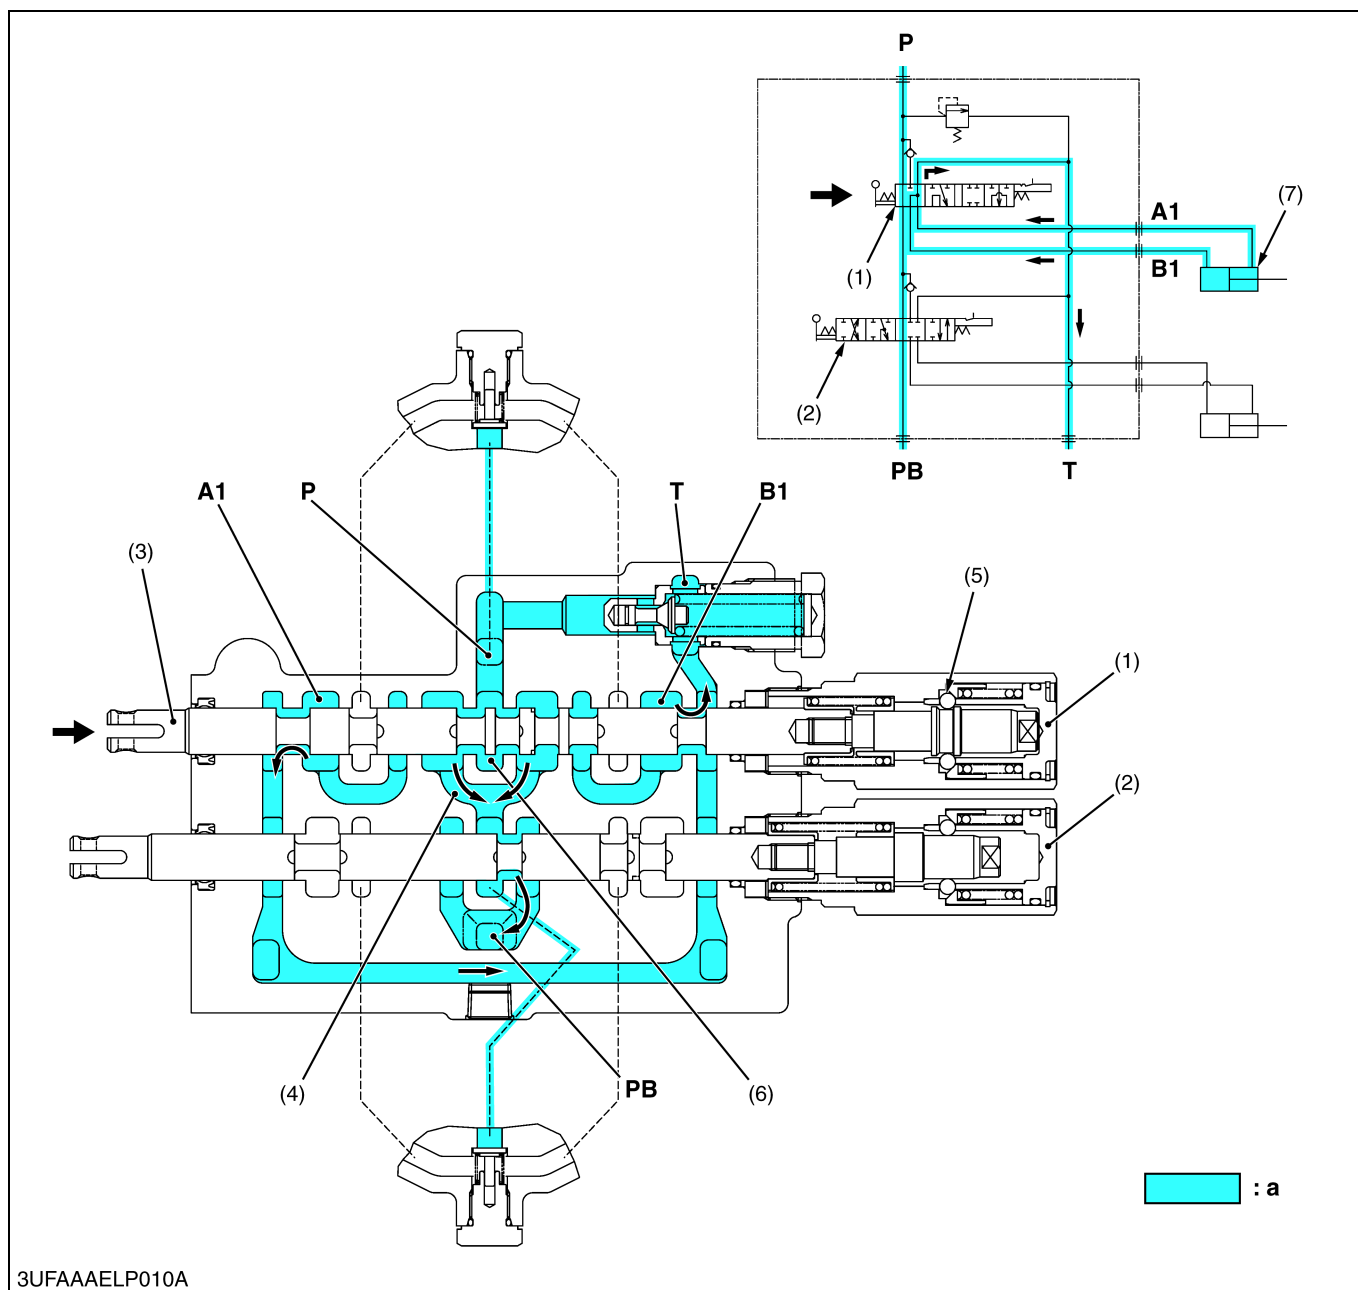 P
(7)
A1
B1
(1)
(2)
PB
T
A1
P
T
B1
(3)
(5)
(1)
(2)
(4)
PB
(6)
: a
3UFAAAELP010A